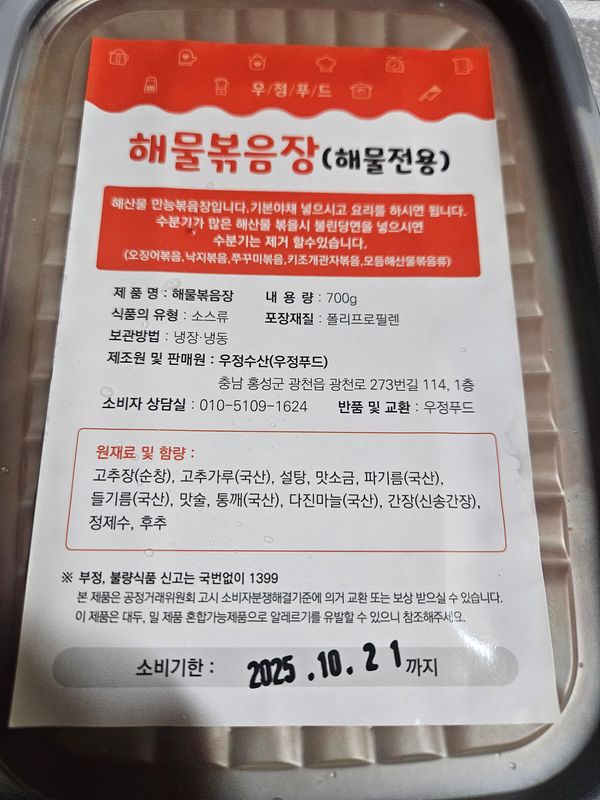 우/정/푸/드
해물볶음장(해물전용)
해산물 만능볶음장입니다.기본야채 넣으시고 요리를 하시면 됩니다.
수분기가 많은 해산물 볶을시 불린당면을 넣으시면
수분기는 제거 할수있습니다.
(오징어볶음,낙지볶음,쭈꾸미볶음,키조개관자볶음,모듬해산물볶음류)
제 품 명 : 해물볶음장 내 용 량 : 700g
식품의 유형 : 소스류 포장재질 : 폴리프로필렌
보관방법 : 냉장·냉동
제조원 및 판매원 : 우정수산(우정푸드)
충남 홍성군 광천읍 광천로 273번길 114, 1층
소비자 상담실 : 010-5109-1624 반품 및 교환 : 우정푸드
원재료 및 함량 :
고추장(순창), 고추가루(국산), 설탕, 맛소금, 파기름(국산),
들기름(국산), 맛술, 통깨(국산), 다진마늘(국산), 간장(신송간장),
정제수, 후추
※ 부정, 불량식품 신고는 국번없이 1399
본 제품은 공정거래위원회 고시 소비자분쟁해결기준에 의거 교환 또는 보상 받으실 수 있습니다.
이 제품은 대두, 밀 제품 혼합가능제품으로 알레르기를 유발할 수 있으니 참조해주세요.
소비기한 : 2025.10.21까지